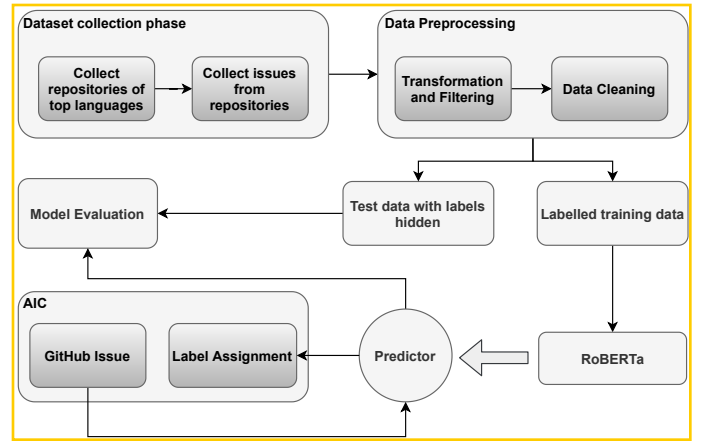 Dataset collection phase
Collect
repositories of
top languages
Collect issues
from
repositories
Data Preprocessing
Transformation
and Filtering
Data Cleaning
Model Evaluation
Test data with labels
hidden
Labelled training data
AIC
GitHub Issue
Label Assignment
Predictor
RoBERTa